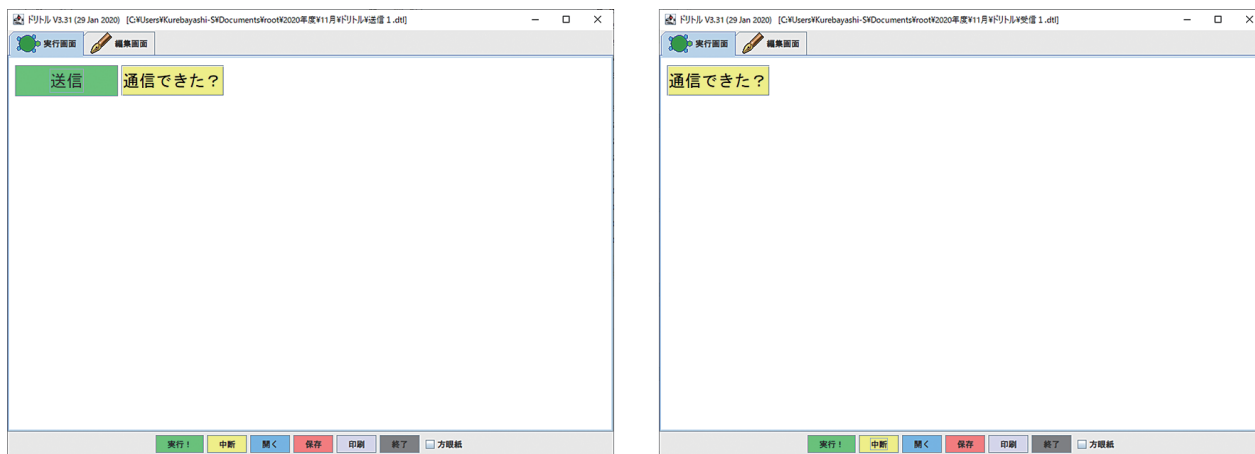 ドリトル V3.31 (29 Jan 2020) [C:¥Users¥Kurebayashi-S¥Documents¥root¥2020年度¥11月¥ドリトル¥送信１.dtl]
実行画面 編集画面
送信 通信できた？
実行！ 中断 開く 保存 印刷 終了 方眼紙
ドリトル V3.31 (29 Jan 2020) [C:¥Users¥Kurebayashi-S¥Documents¥root¥2020年度¥11月¥ドリトル¥受信１.dtl]
実行画面 編集画面
通信できた？
実行！ 中断 開く 保存 印刷 終了 方眼紙